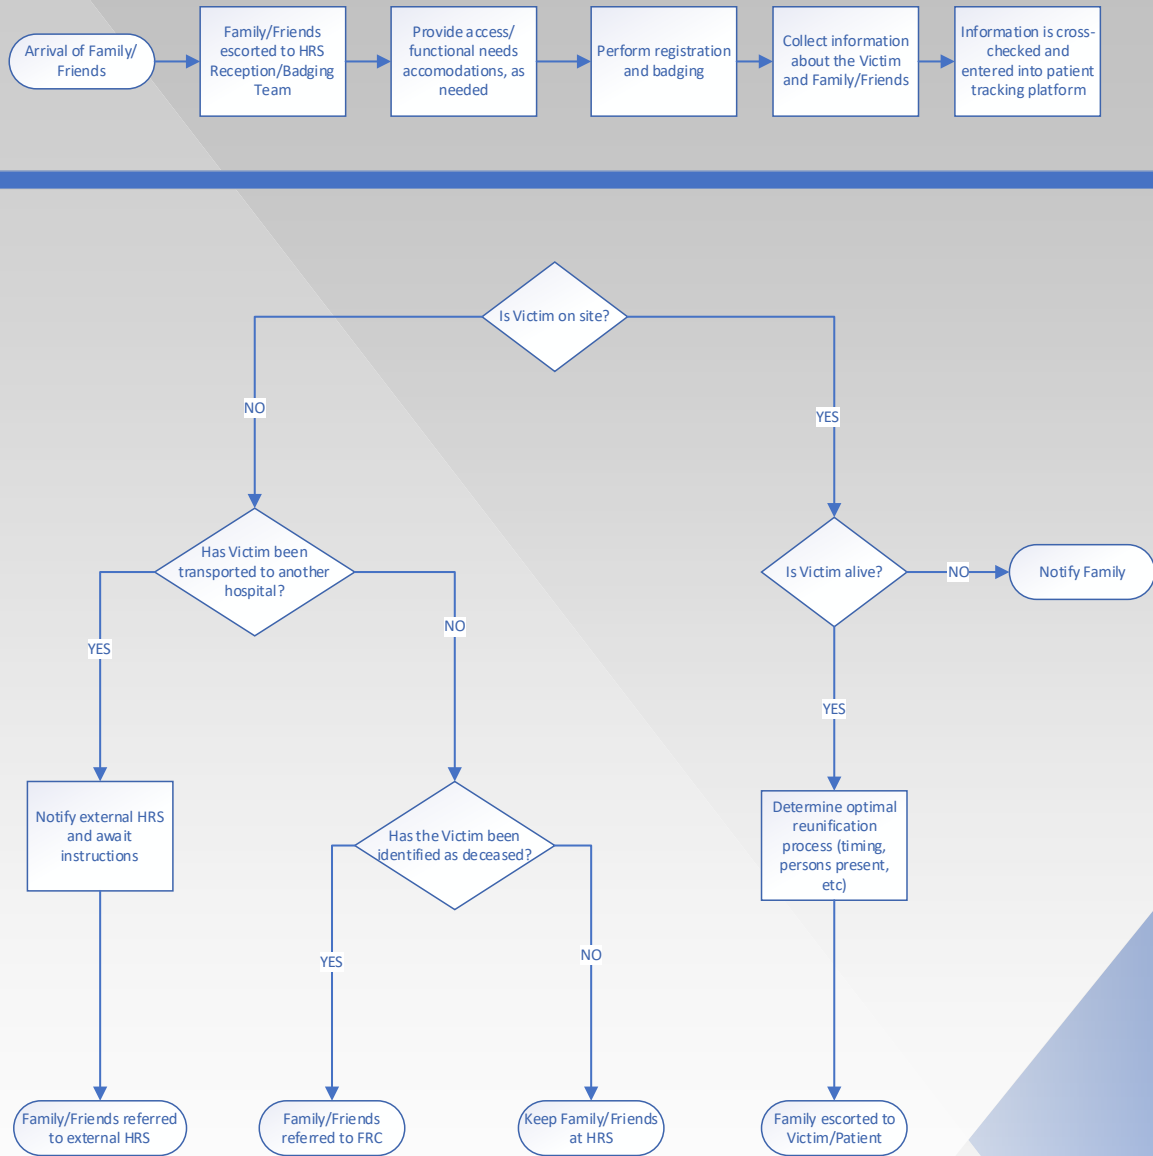 Arrival of Family/
Friends
Family/Friends
escorted to HRS
Reception/Badging
Team
Provide access/
functional needs
accomodations, as
needed
Perform registration
and badging
Collect information
about the Victim
and Family/Friends
Information is cross-
checked and
entered into patient
tracking platform
Is Victim on site?
NO
YES
Has Victim been
transported to another
hospital?
Is Victim alive?
NO
Notify Family
YES
NO
YES
Notify external HRS
and await
instructions
Has the Victim been
identified as deceased?
Determine optimal
reunification
process (timing,
persons present,
etc)
YES
NO
Family/Friends referred
to external HRS
Family/Friends
referred to FRC
Keep Family/Friends
at HRS
Family escorted to
Victim/Patient